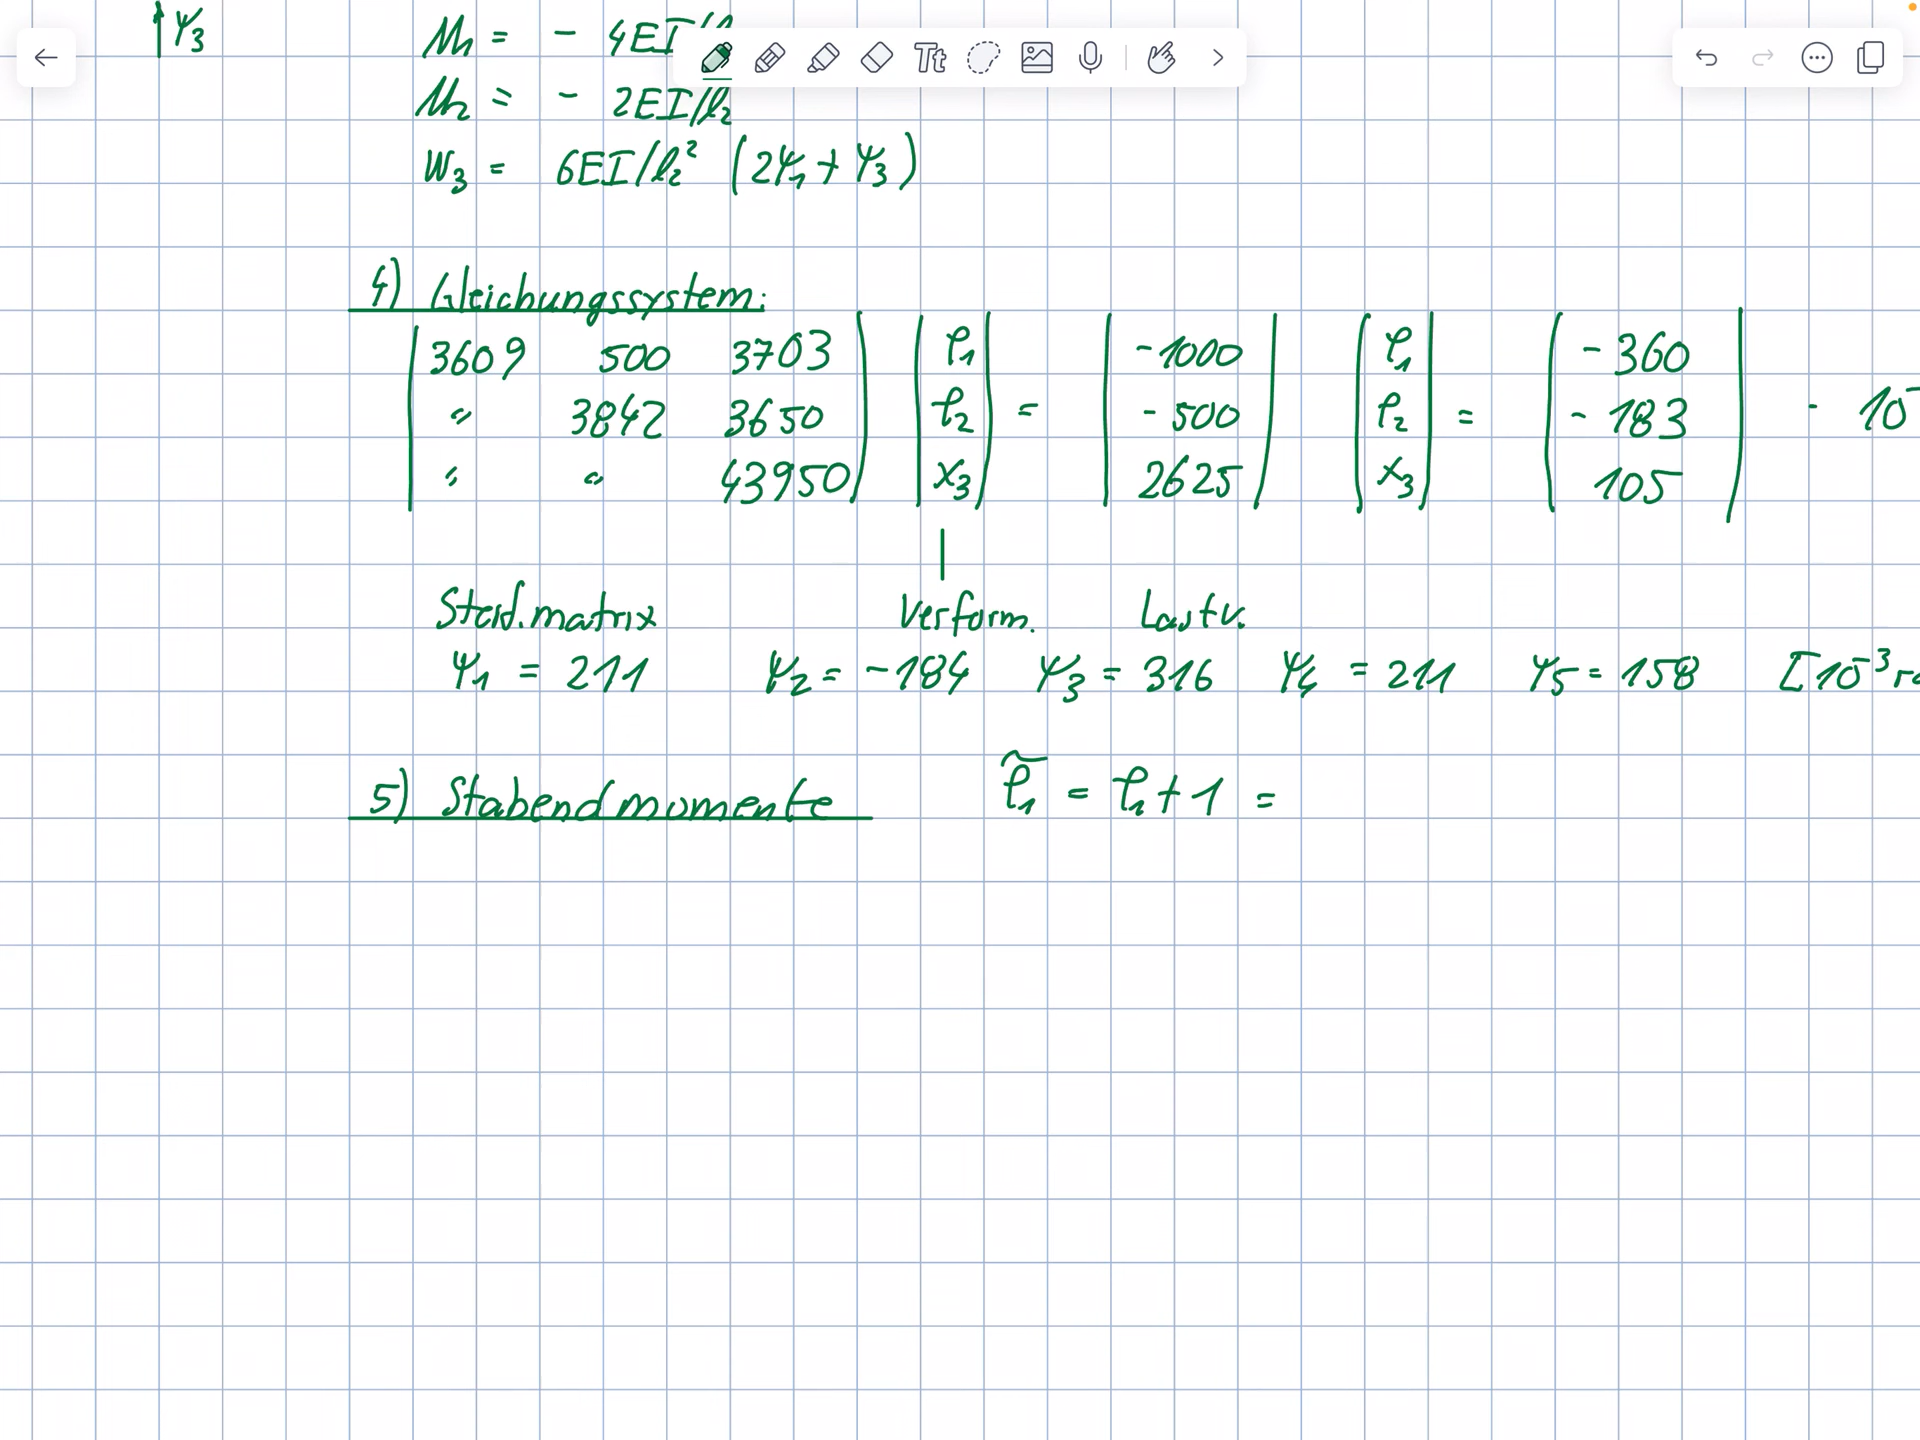 ψ₃
M₁ = - 4EI/l
M₂ = - 2EI/l₂
W₃ = 6EI/l₂² (2ψ₁ + ψ₃)
4) Gleichungssystem:
| 3609 500 3703 | | φ₁ | | -1000 | | φ₁ | | -360 |
| " 3842 3650 | | φ₂ | = | -500 | | φ₂ | = | -183 | · 10⁻
| " " 43950 | | x₃ | | 2625 | | x₃ | | 105 |
Steif.matrix Verform. Lastv.
ψ₁ = 211 ψ₂ = -184 ψ₃ = 316 ψ₄ = 211 ψ₅ = 158 [10⁻³ra
5) Stabendmomente φ̃₁ = φ₁ + 1 =